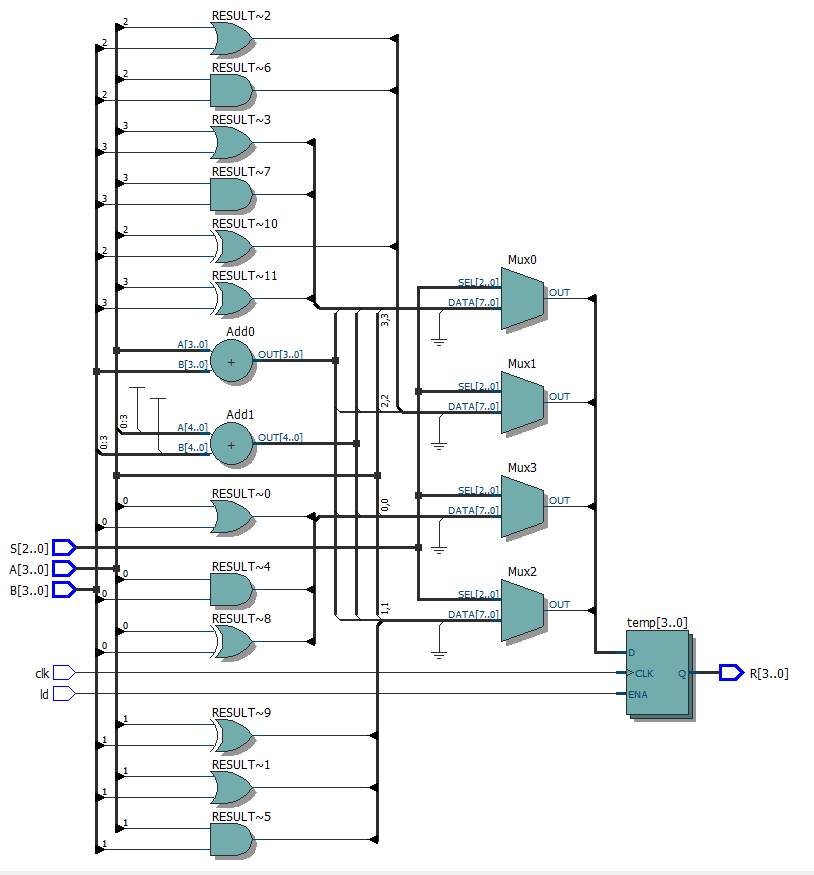 RESULT~2
2
2
RESULT~6
2
2
RESULT~3
3
3
RESULT~7
3
3
RESULT~10
2
2
RESULT~11
3
3
Mux0
SEL[2..0]
DATA[7..0]
OUT
3,3
Add0
A[3..0]
B[3..0]
OUT[3..0]
Mux1
SEL[2..0]
DATA[7..0]
OUT
2,2
Add1
0:3
0:3
A[4..0]
B[4..0]
OUT[4..0]
Mux3
SEL[2..0]
DATA[7..0]
OUT
0,0
RESULT~0
0
0
S[2..0]
A[3..0]
B[3..0]
RESULT~4
0
0
Mux2
SEL[2..0]
DATA[7..0]
OUT
1,1
RESULT~8
0
0
temp[3..0]
D
CLK
ENA
Q
R[3..0]
clk
ld
RESULT~9
1
1
RESULT~1
1
1
RESULT~5
1
1